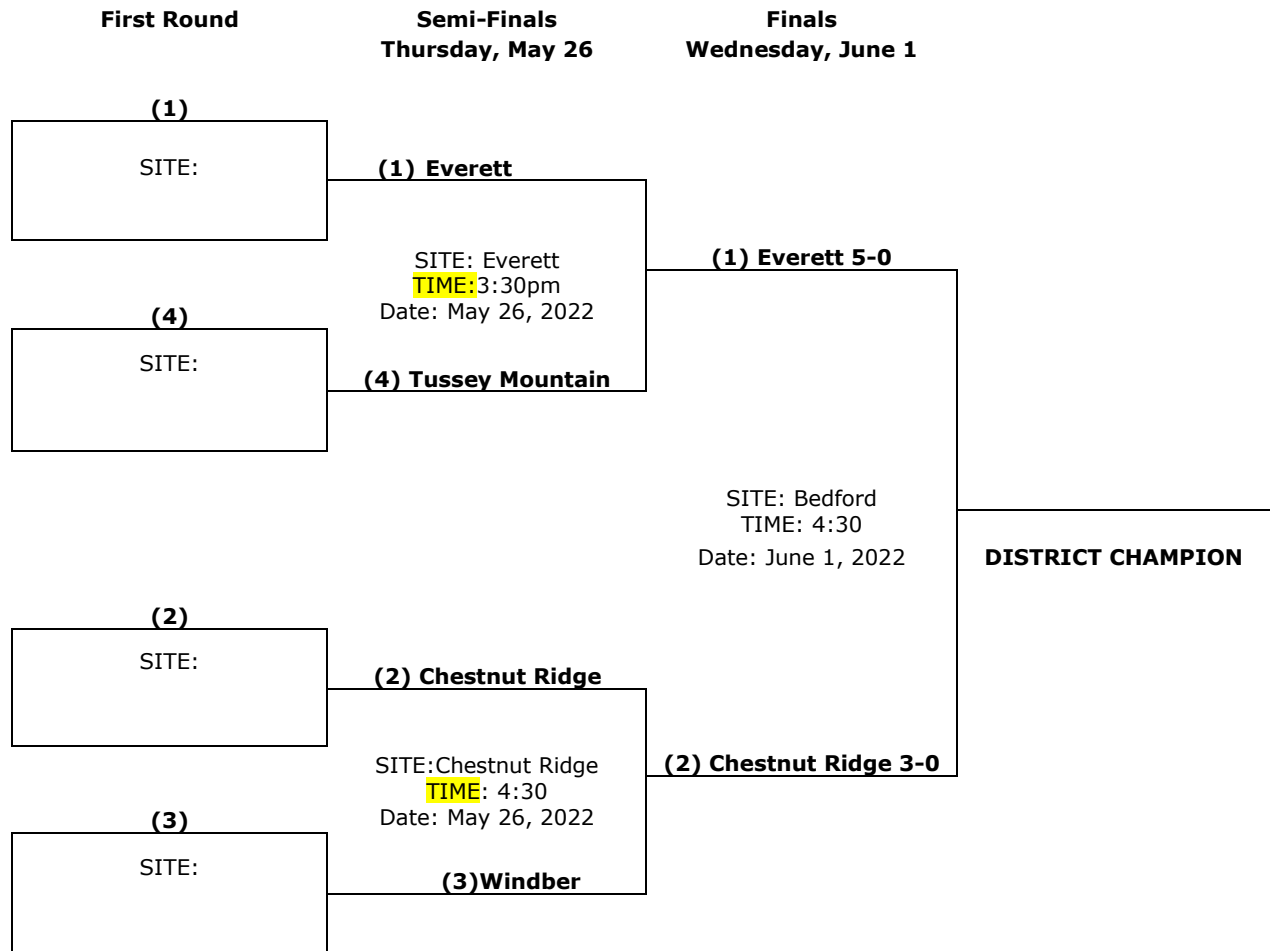 First Round
Semi-Finals
Thursday, May 26
Finals
Wednesday, June 1
(1)
SITE:
(1) Everett
SITE: Everett
TIME:3:30pm
Date: May 26, 2022
(1) Everett 5-0
(4)
SITE:
(4) Tussey Mountain
SITE: Bedford
TIME: 4:30
Date: June 1, 2022
DISTRICT CHAMPION
(2)
SITE:
(2) Chestnut Ridge
SITE:Chestnut Ridge
TIME: 4:30
Date: May 26, 2022
(2) Chestnut Ridge 3-0
(3)
SITE:
(3)Windber